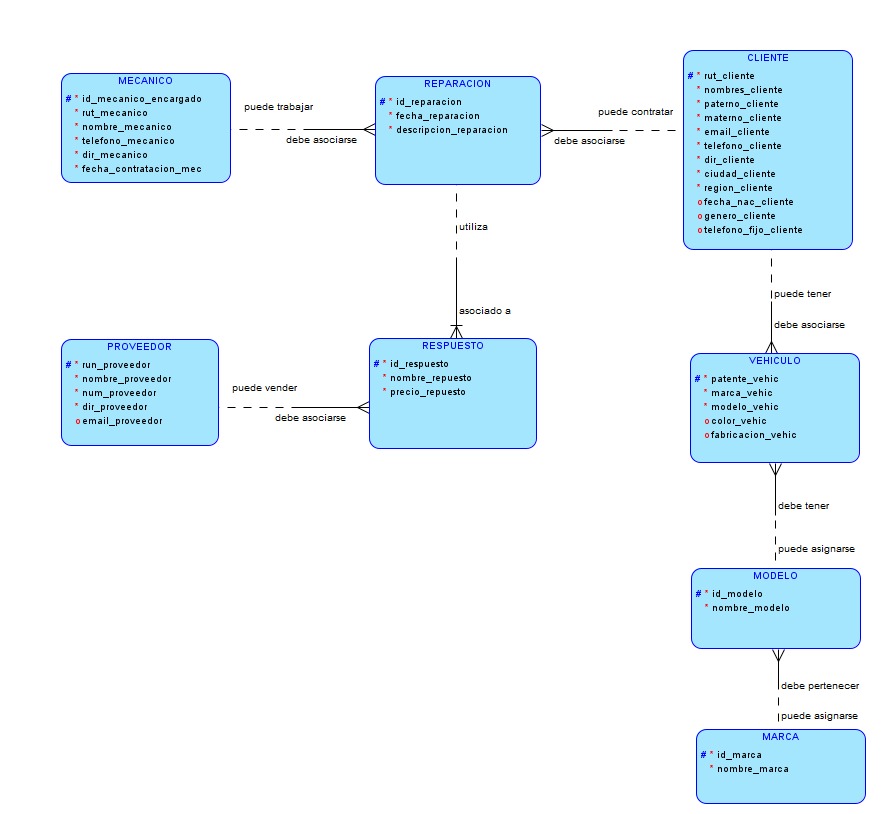 MECANICO
# * id_mecanico_encargado
* rut_mecanico
* nombre_mecanico
* telefono_mecanico
* dir_mecanico
* fecha_contratacion_mec
puede trabajar
debe asociarse
REPARACION
# * id_reparacion
* fecha_reparacion
* descripcion_reparacion
puede contratar
debe asociarse
CLIENTE
# * rut_cliente
* nombres_cliente
* paterno_cliente
* materno_cliente
* email_cliente
* telefono_cliente
* dir_cliente
* ciudad_cliente
* region_cliente
o fecha_nac_cliente
o genero_cliente
o telefono_fijo_cliente
utiliza
asociado a
puede tener
debe asociarse
PROVEEDOR
# * run_proveedor
* nombre_proveedor
* num_proveedor
* dir_proveedor
o email_proveedor
puede vender
debe asociarse
RESPUESTO
# * id_respuesto
* nombre_repuesto
* precio_repuesto
VEHICULO
# * patente_vehic
* marca_vehic
* modelo_vehic
o color_vehic
o fabricacion_vehic
debe tener
puede asignarse
MODELO
# * id_modelo
* nombre_modelo
debe pertenecer
puede asignarse
MARCA
# * id_marca
* nombre_marca